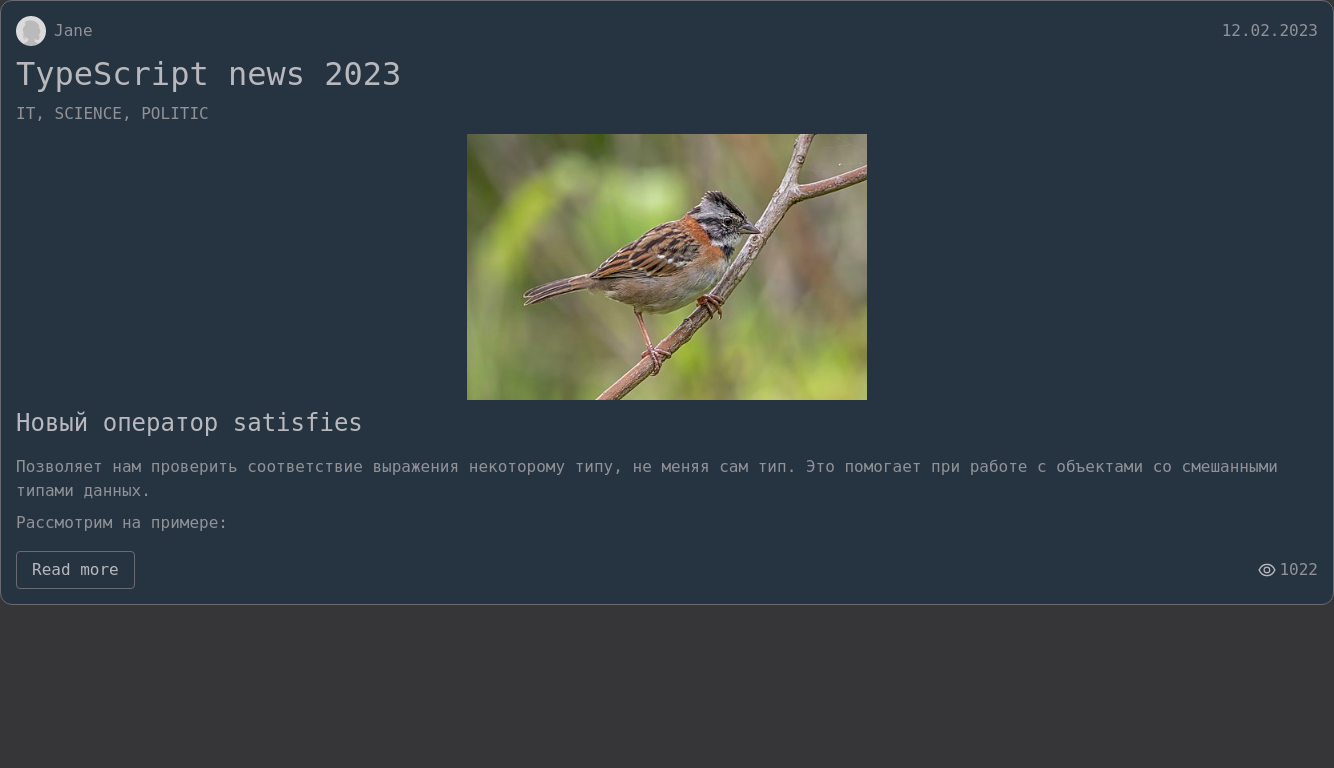 Jane
12.02.2023
TypeScript news 2023
IT, SCIENCE, POLITIC
Новый оператор satisfies
Позволяет нам проверить соответствие выражения некоторому типу, не меняя сам тип. Это помогает при работе с объектами со смешанными
типами данных.
Рассмотрим на примере:
Read more
1022